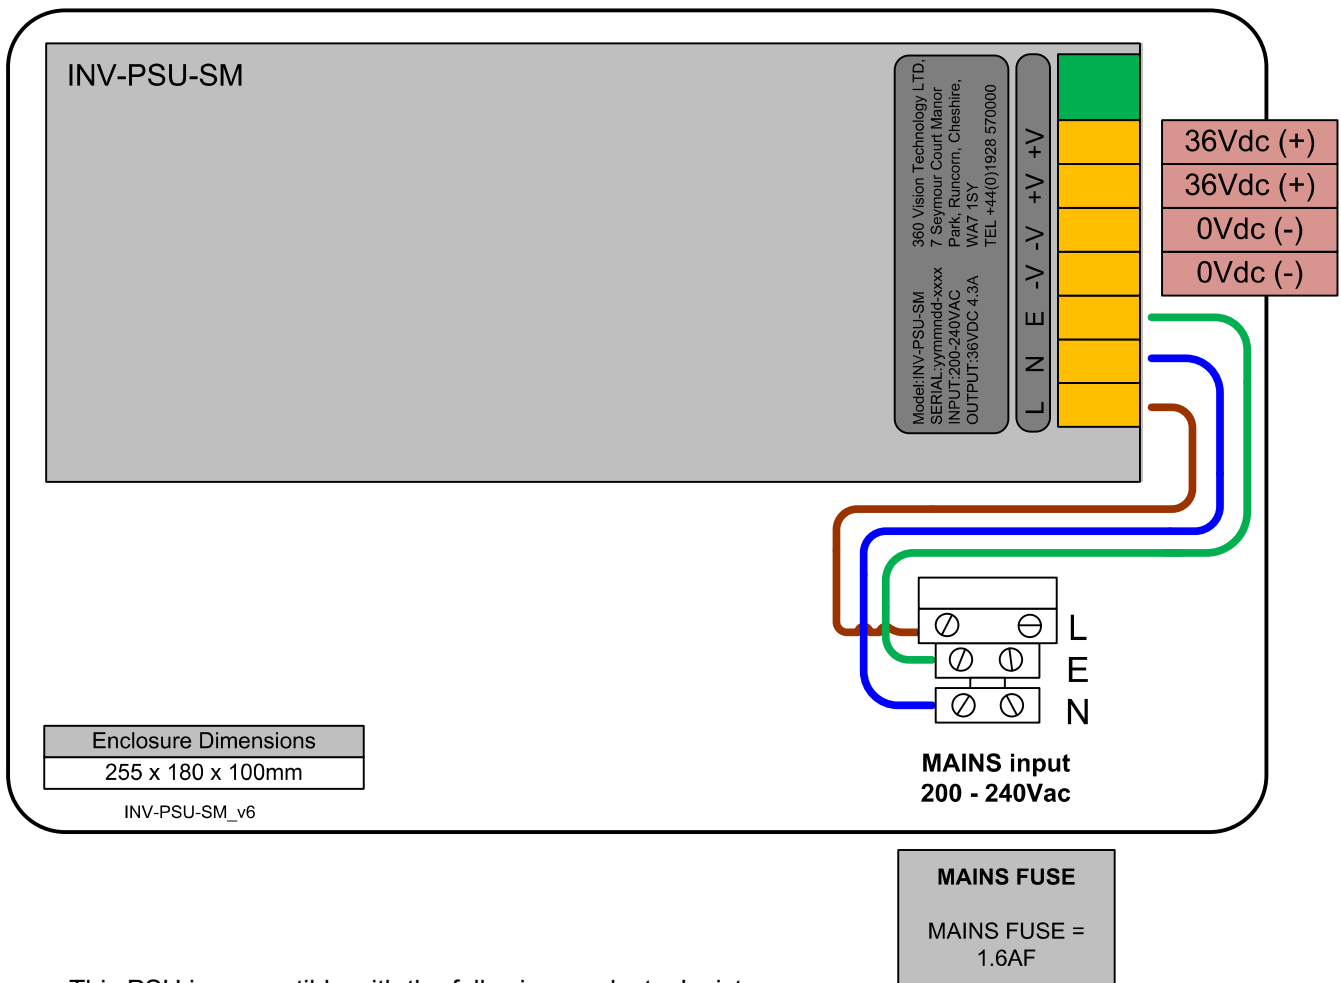 INV-PSU-SM
360 Vision Technology LTD,
7 Seymour Court Manor
Park, Runcorn, Cheshire,
WA7 1SY
TEL +44(0)1928 570000
Model:INV-PSU-SM
SERIAL:yymmndd-xxxx
INPUT:200-240VAC
OUTPUT:36VDC 4.3A
L N E -V -V +V +V
36Vdc (+)
36Vdc (+)
0Vdc (-)
0Vdc (-)
L
E
N
MAINS input
200 - 240Vac
Enclosure Dimensions
255 x 180 x 100mm
INV-PSU-SM_v6
MAINS FUSE
MAINS FUSE =
1.6AF